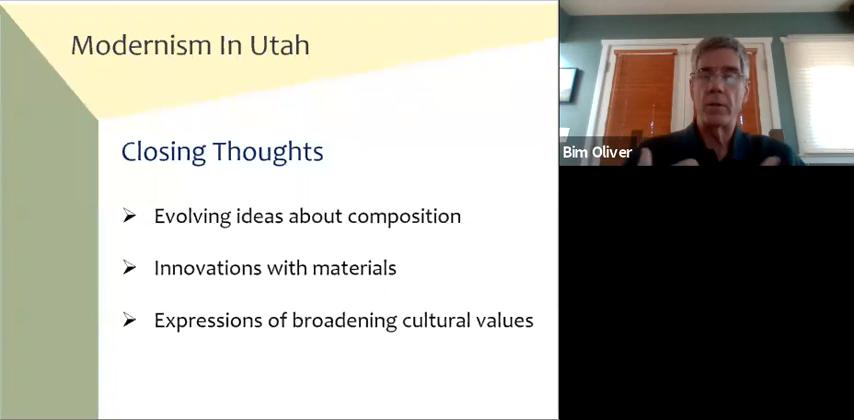 Modernism In Utah
Closing Thoughts
➢ Evolving ideas about composition
➢ Innovations with materials
➢ Expressions of broadening cultural values
Bim Oliver